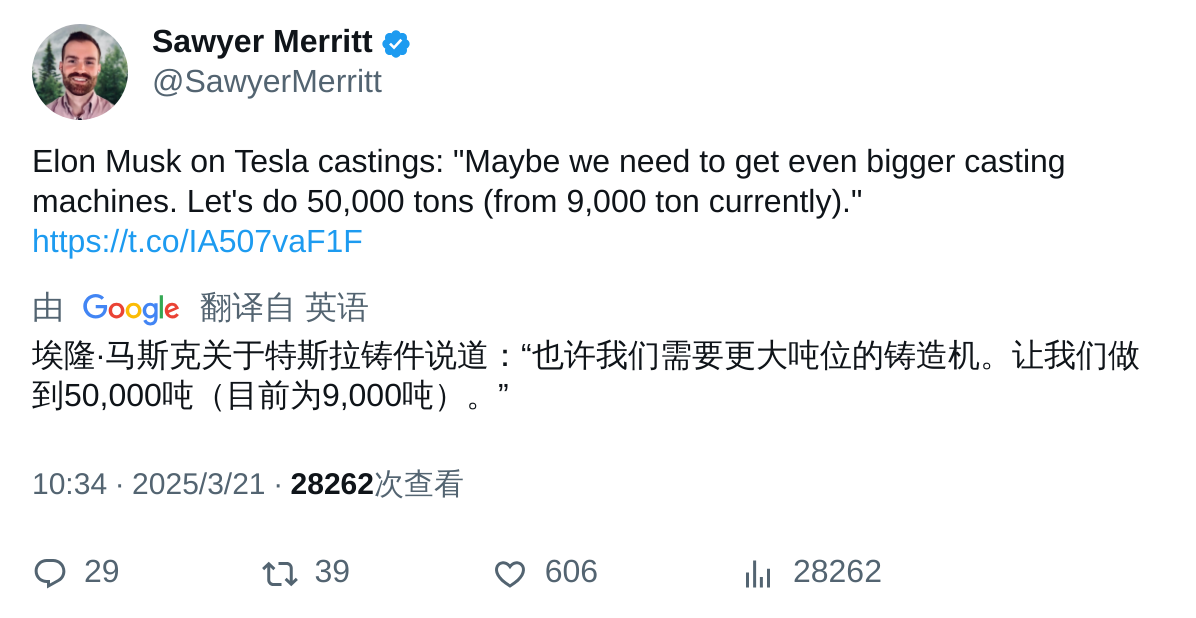 Sawyer Merritt
@SawyerMerritt
Elon Musk on Tesla castings: "Maybe we need to get even bigger casting
machines. Let's do 50,000 tons (from 9,000 ton currently)."
https://t.co/IA507vaF1F
由 Google 翻译自 英语
埃隆·马斯克关于特斯拉铸件说道：“也许我们需要更大吨位的铸造机。让我们做
到50,000吨（目前为9,000吨）。”
10:34 · 2025/3/21 · 28262次查看
29 39 606 28262